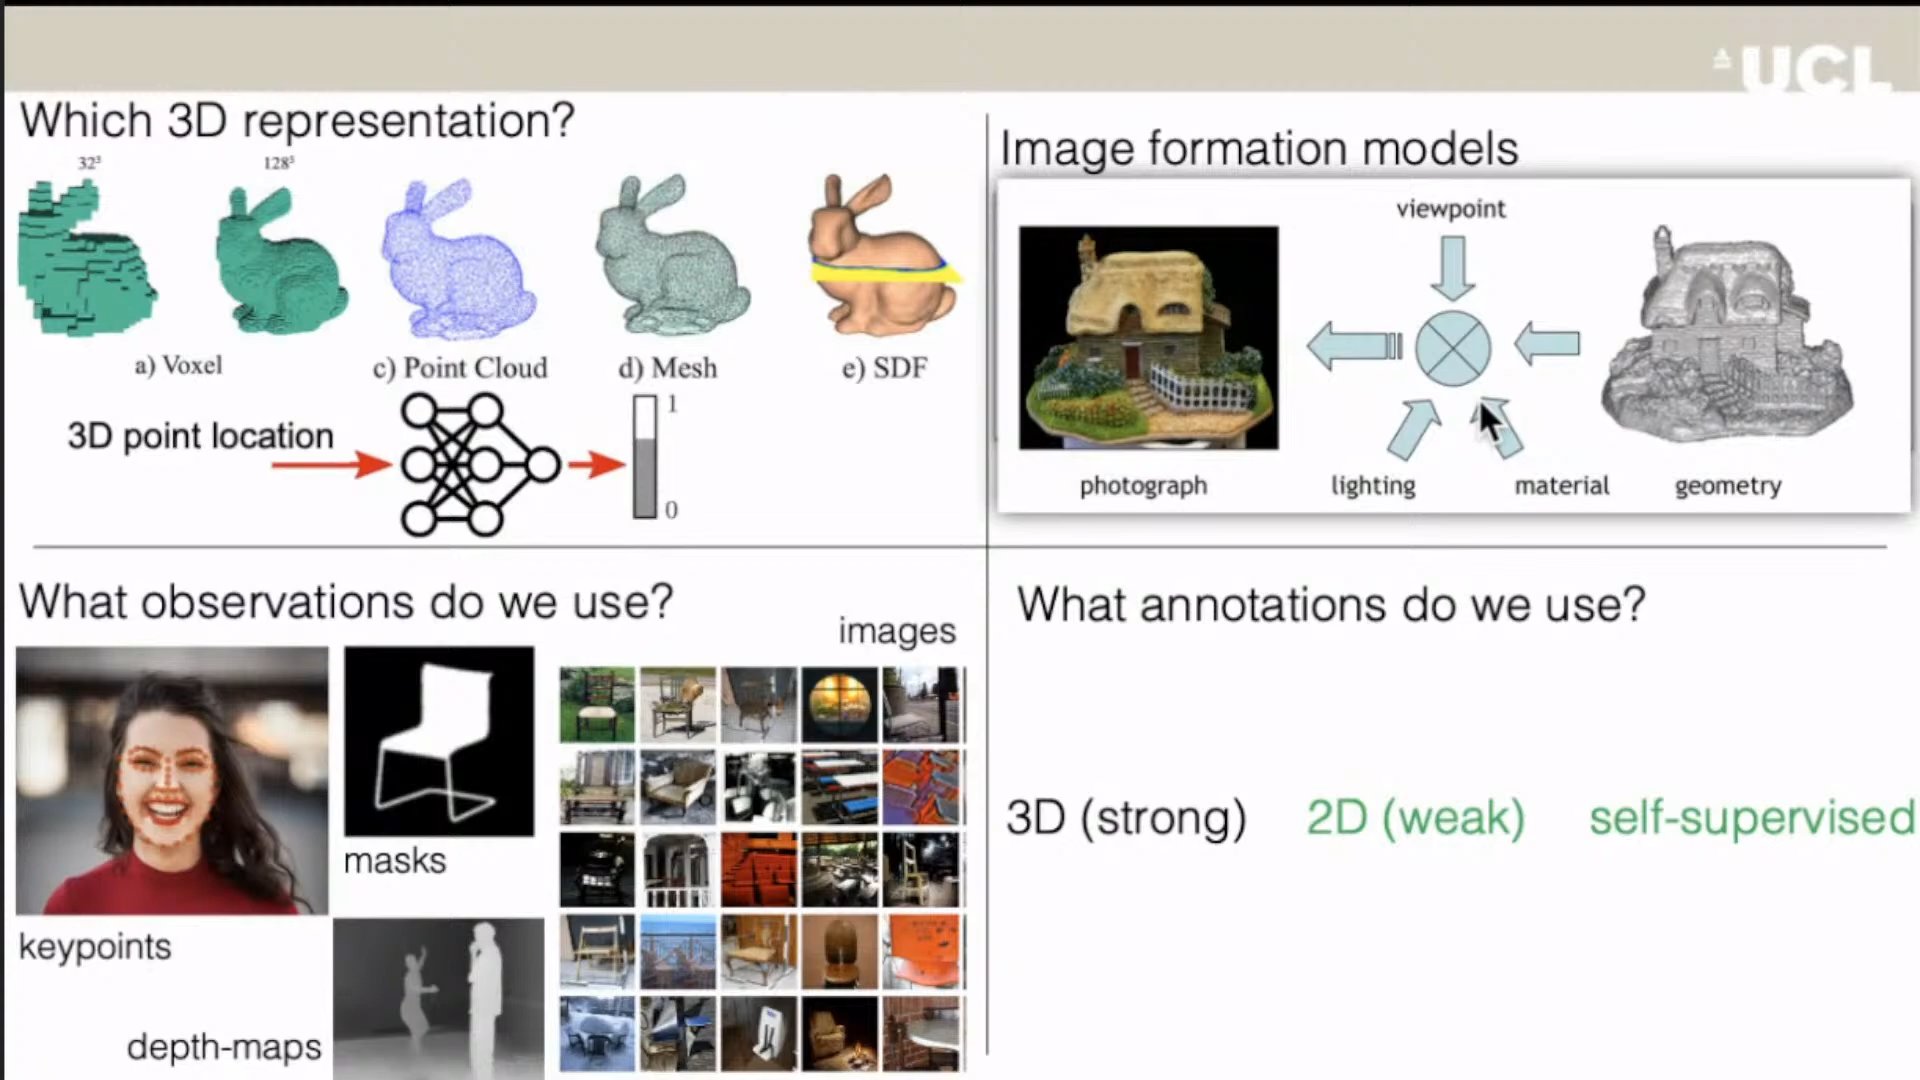 UCL
Which 3D representation?
32³
128³
a) Voxel
c) Point Cloud
d) Mesh
e) SDF
3D point location
1
0
Image formation models
viewpoint
photograph
lighting
material
geometry
What observations do we use?
images
masks
keypoints
depth-maps
What annotations do we use?
3D (strong)
2D (weak)
self-supervised